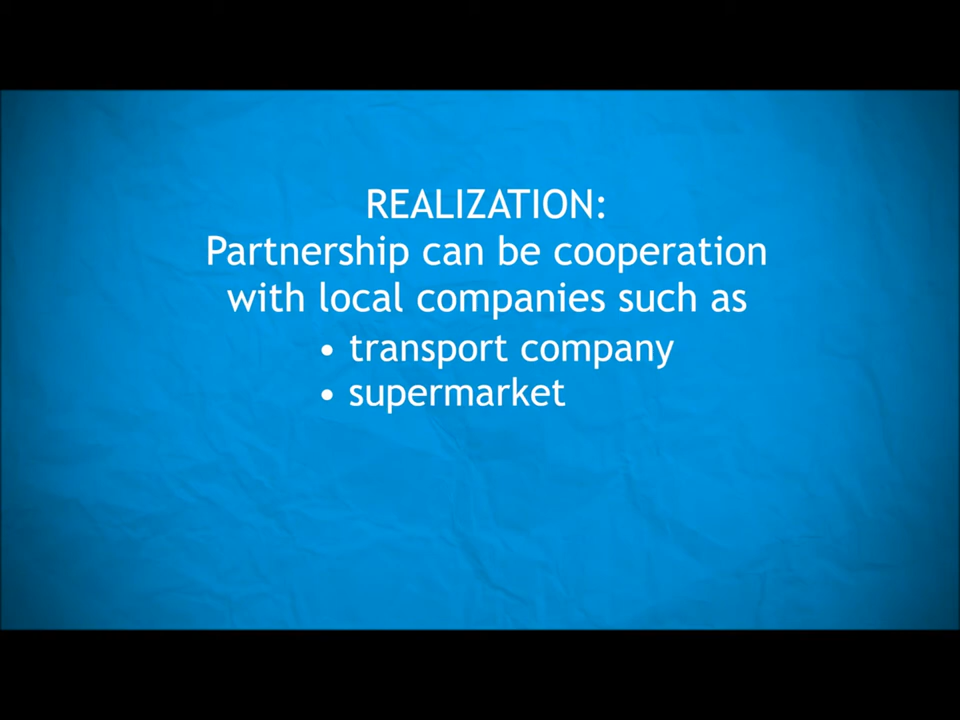 REALIZATION:
Partnership can be cooperation
with local companies such as
• transport company
• supermarket